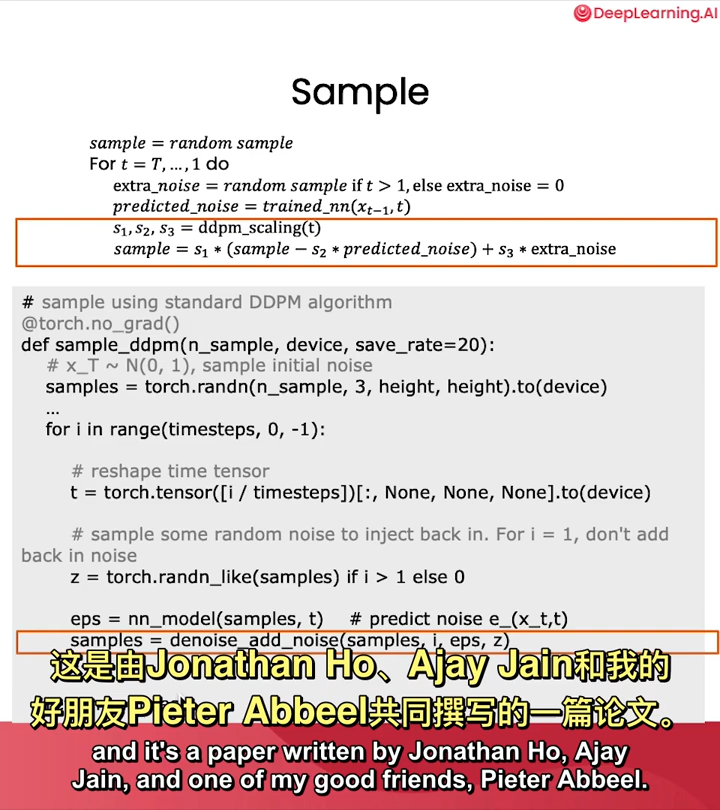 DeepLearning.AI
Sample
sample = random sample
For t = T, ..., 1 do
extra_noise = random sample if t > 1, else extra_noise = 0
predicted_noise = trained_nn(xₜ₋₁, t)
s₁, s₂, s₃ = ddpm_scaling(t)
sample = s₁ * (sample − s₂ * predicted_noise) + s₃ * extra_noise
# sample using standard DDPM algorithm
@torch.no_grad()
def sample_ddpm(n_sample, device, save_rate=20):
# x_T ~ N(0, 1), sample initial noise
samples = torch.randn(n_sample, 3, height, height).to(device)
...
for i in range(timesteps, 0, -1):
# reshape time tensor
t = torch.tensor([i / timesteps])[:, None, None, None].to(device)
# sample some random noise to inject back in. For i = 1, don't add
back in noise
z = torch.randn_like(samples) if i > 1 else 0
eps = nn_model(samples, t) # predict noise e_(x_t,t)
samples = denoise_add_noise(samples, i, eps, z)
这是由Jonathan Ho、Ajay Jain和我的
好朋友Pieter Abbeel共同撰写的一篇论文。
and it's a paper written by Jonathan Ho, Ajay
Jain, and one of my good friends, Pieter Abbeel.